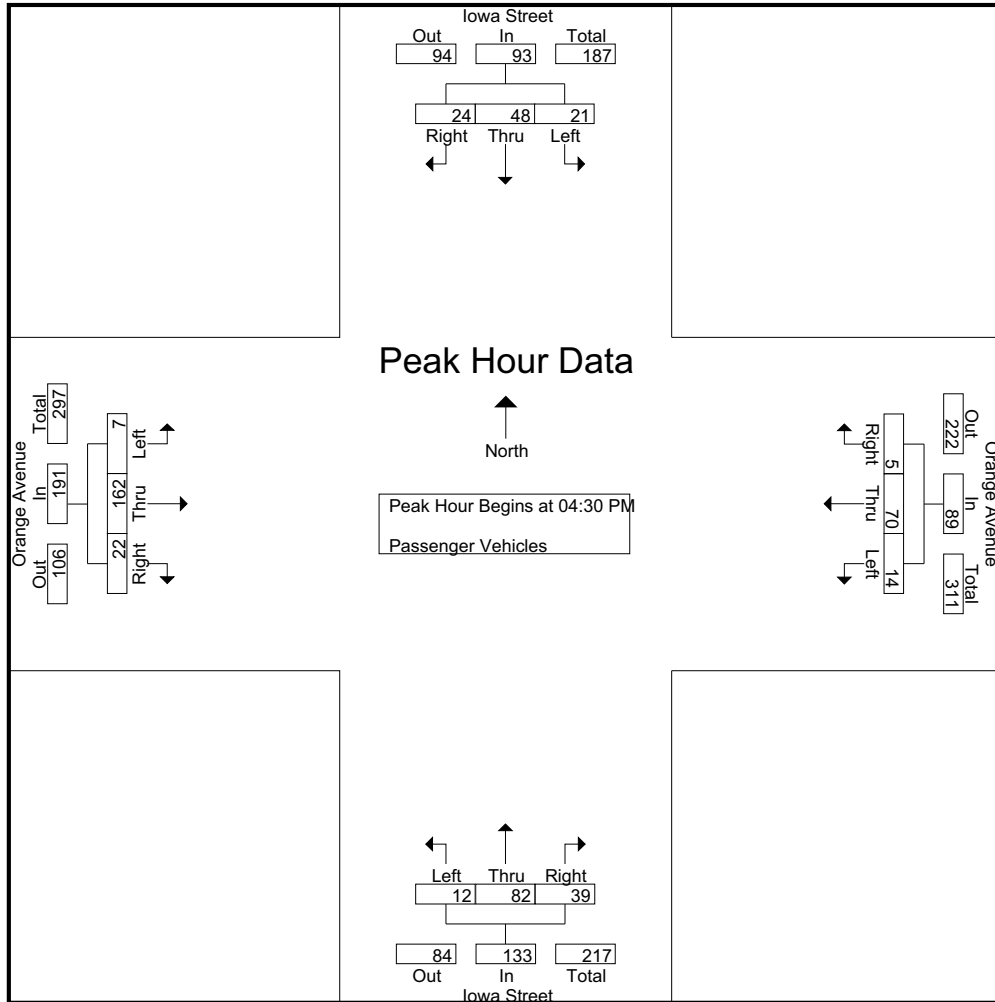 Iowa Street
Out In Total
94 93 187
24 48 21
Right Thru Left
Peak Hour Data
North
Peak Hour Begins at 04:30 PM
Passenger Vehicles
Orange Avenue
Out In Total
106 191 297
Right Thru Left
22 162 7
Orange Avenue
Out In Total
222 89 311
5 70 14
Right Thru Left
Left Thru Right
12 82 39
84 133 217
Out In Total
Iowa Street